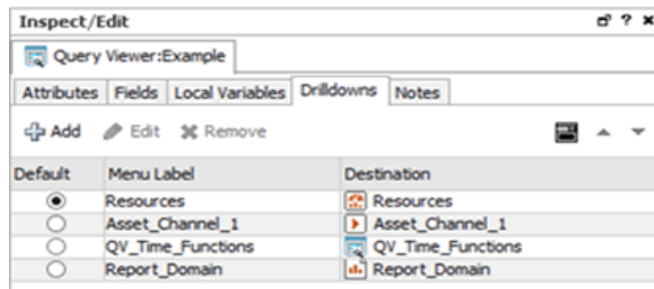 Inspect/Edit
Query Viewer:Example
Attributes Fields Local Variables Drilldowns Notes
Add Edit Remove
Default Menu Label Destination
Resources Resources
Asset_Channel_1 Asset_Channel_1
QV_Time_Functions QV_Time_Functions
Report_Domain Report_Domain